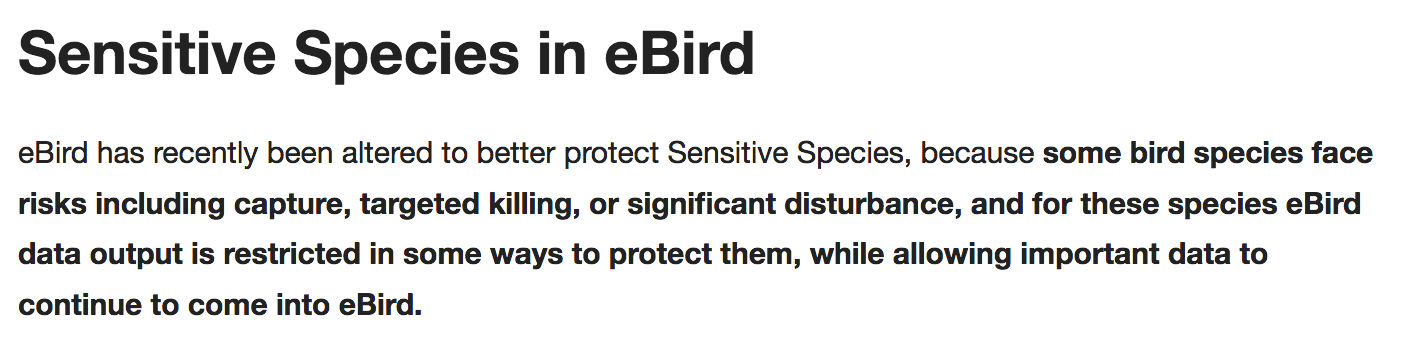 Sensitive Species in eBird
eBird has recently been altered to better protect Sensitive Species, because some bird species face
risks including capture, targeted killing, or significant disturbance, and for these species eBird
data output is restricted in some ways to protect them, while allowing important data to
continue to come into eBird.